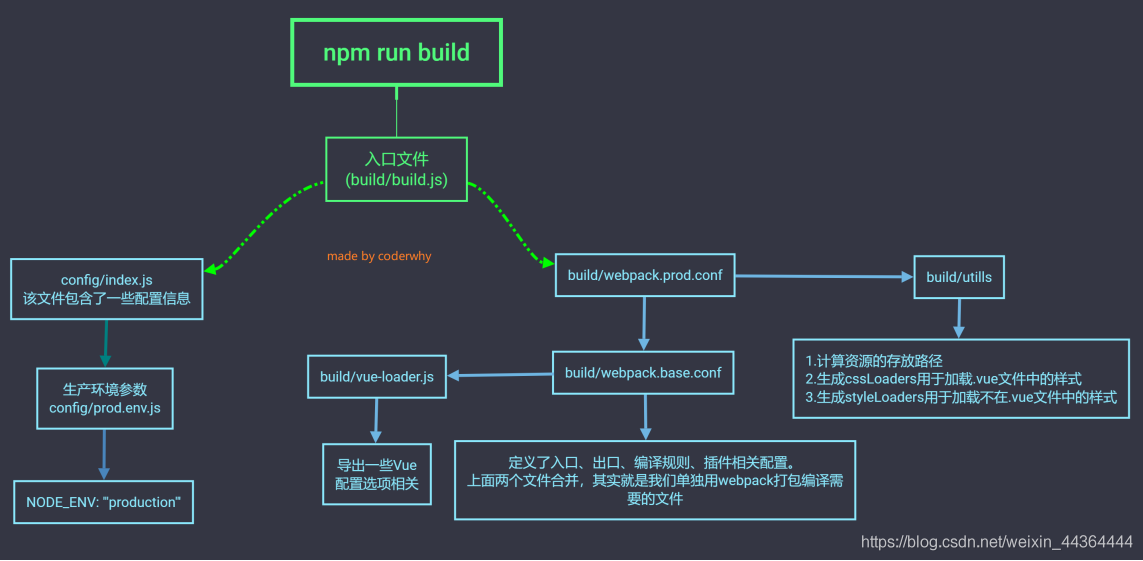 npm run build
入口文件
(build/build.js)
made by coderwhy
config/index.js
该文件包含了一些配置信息
build/webpack.prod.conf
build/utills
生产环境参数
config/prod.env.js
build/vue-loader.js
build/webpack.base.conf
1.计算资源的存放路径
2.生成cssLoaders用于加载.vue文件中的样式
3.生成styleLoaders用于加载不在.vue文件中的样式
NODE_ENV: '"production"'
导出一些Vue
配置选项相关
定义了入口、出口、编译规则、插件相关配置。
上面两个文件合并，其实就是我们单独用webpack打包编译需
要的文件
https://blog.csdn.net/weixin_44364444